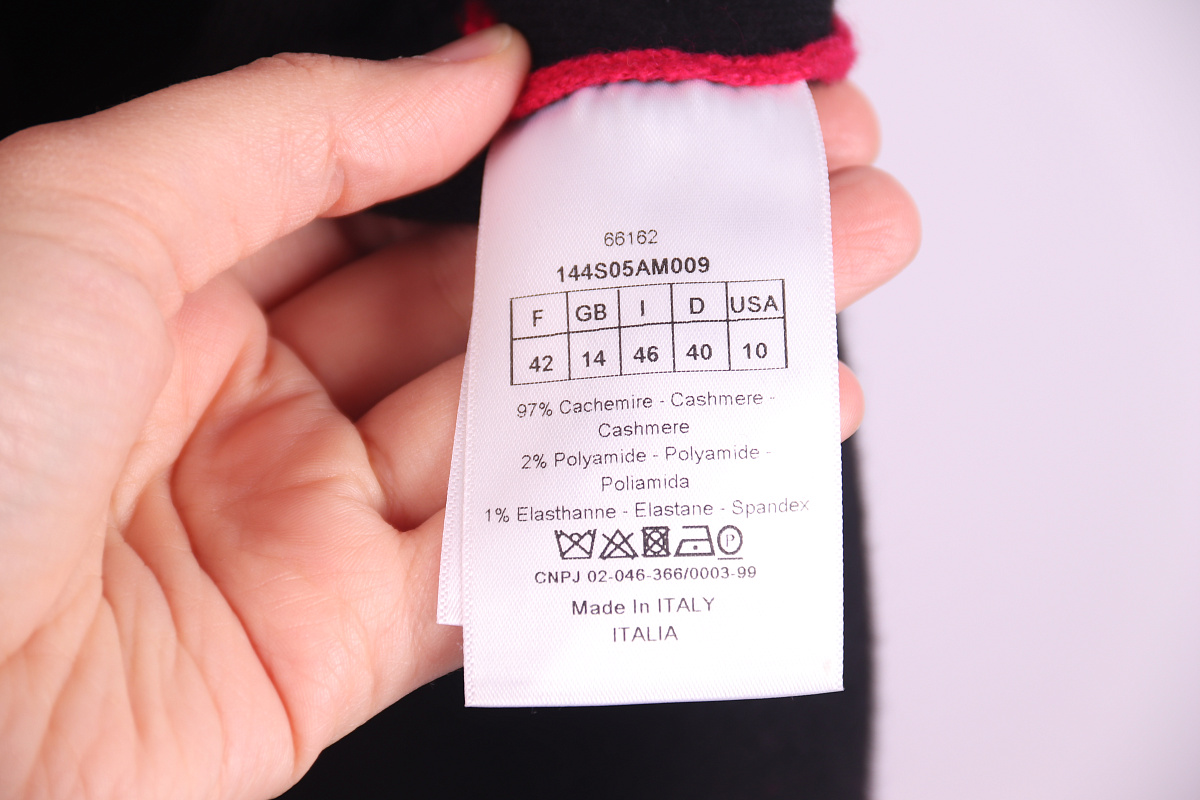 66162
144S05AM009
F GB I D USA
42 14 46 40 10
97% Cachemire - Cashmere -
Cashmere
2% Polyamide - Polyamide -
Poliamida
1% Elasthanne - Elastane - Spandex
P
CNPJ 02-046-366/0003-99
Made In ITALY
ITALIA